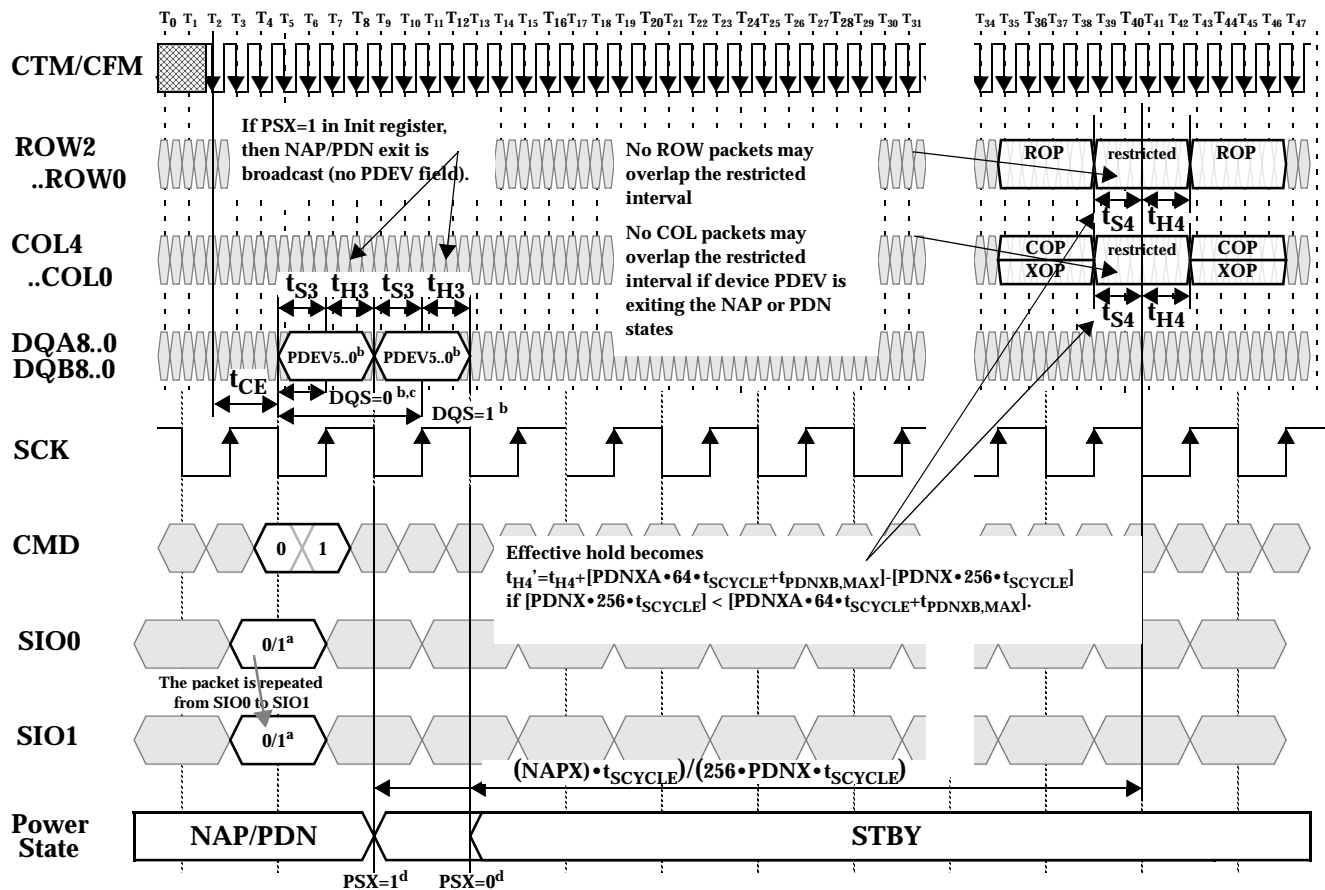 T0 T1 T2 T3 T4 T5 T6 T7 T8 T9 T10 T11 T12 T13 T14 T15 T16 T17 T18 T19 T20 T21 T22 T23 T24 T25 T26 T27 T28 T29 T30 T31 T34 T35 T36 T37 T38 T39 T40 T41 T42 T43 T44 T45 T46 T47
CTM/CFM
If PSX=1 in Init register,
then NAP/PDN exit is
broadcast (no PDEV field).
ROW2
..ROW0
No ROW packets may
overlap the restricted
interval
ROP restricted ROP
tS4 tH4
COL4
..COL0
No COL packets may
overlap the restricted
interval if device PDEV is
exiting the NAP or PDN
states
COP restricted COP
XOP XOP
tS4 tH4
tS3 tH3 tS3 tH3
DQA8..0
DQB8..0
PDEV5..0b PDEV5..0b
tCE
DQS=0 b,c
DQS=1 b
SCK
CMD
0 1
Effective hold becomes
tH4'=tH4+[PDNXA•64•tSCYCLE+tPDNXB,MAX]-[PDNX•256•tSCYCLE]
if [PDNX•256•tSCYCLE] < [PDNXA•64•tSCYCLE+tPDNXB,MAX].
SIO0
0/1a
The packet is repeated
from SIO0 to SIO1
SIO1
0/1a
(NAPX)•tSCYCLE)/(256•PDNX•tSCYCLE)
Power
State
NAP/PDN
STBY
PSX=1d PSX=0d